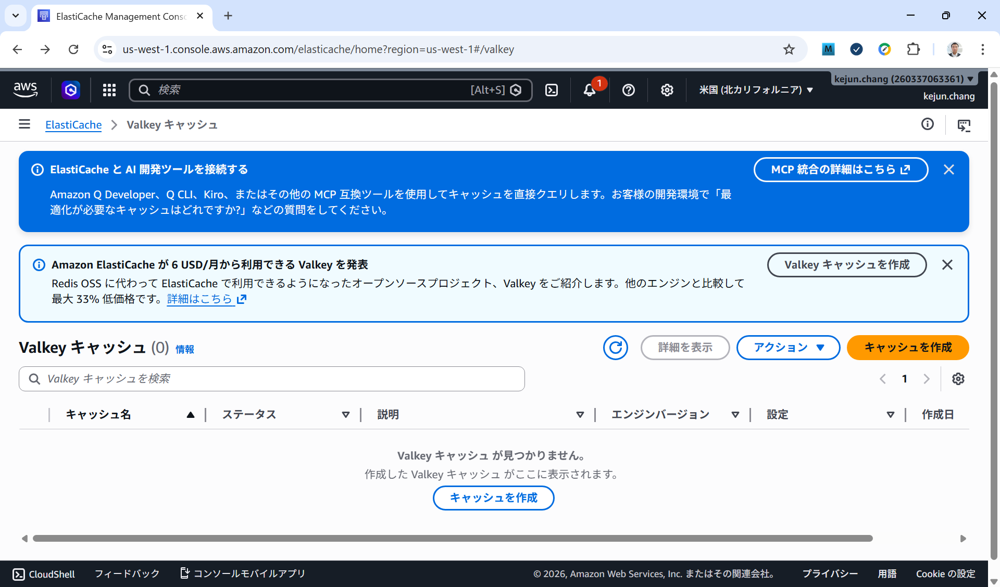 ElastiCache Management Cons
us-west-1.console.aws.amazon.com/elasticache/home?region=us-west-1#/valkey
M
aws
検索
[Alt+S]
1
米国 (北カリフォルニア) ▼
kejun.chang (260337063361) ▼
kejun.chang
ElastiCache
Valkey キャッシュ
ElastiCache と AI 開発ツールを接続する
MCP 統合の詳細はこちら
Amazon Q Developer、Q CLI、Kiro、またはその他の MCP 互換ツールを使用してキャッシュを直接クエリします。お客様の開発環境で「最
適化が必要なキャッシュはどれですか?」などの質問をしてください。
Amazon ElastiCache が 6 USD/月から利用できる Valkey を発表
Valkey キャッシュを作成
Redis OSS に代わって ElastiCache で利用できるようになったオープンソースプロジェクト、Valkey をご紹介します。他のエンジンと比較して
最大 33% 低価格です。詳細はこちら
Valkey キャッシュ (0) 情報
詳細を表示
アクション ▼
キャッシュを作成
Valkey キャッシュを検索
1
キャッシュ名
ステータス
説明
エンジンバージョン
設定
作成日
Valkey キャッシュ が見つかりません。
作成した Valkey キャッシュ がここに表示されます。
キャッシュを作成
CloudShell
フィードバック
コンソールモバイルアプリ
© 2026, Amazon Web Services, Inc. またはその関連会社。
プライバシー
用語
Cookie の設定